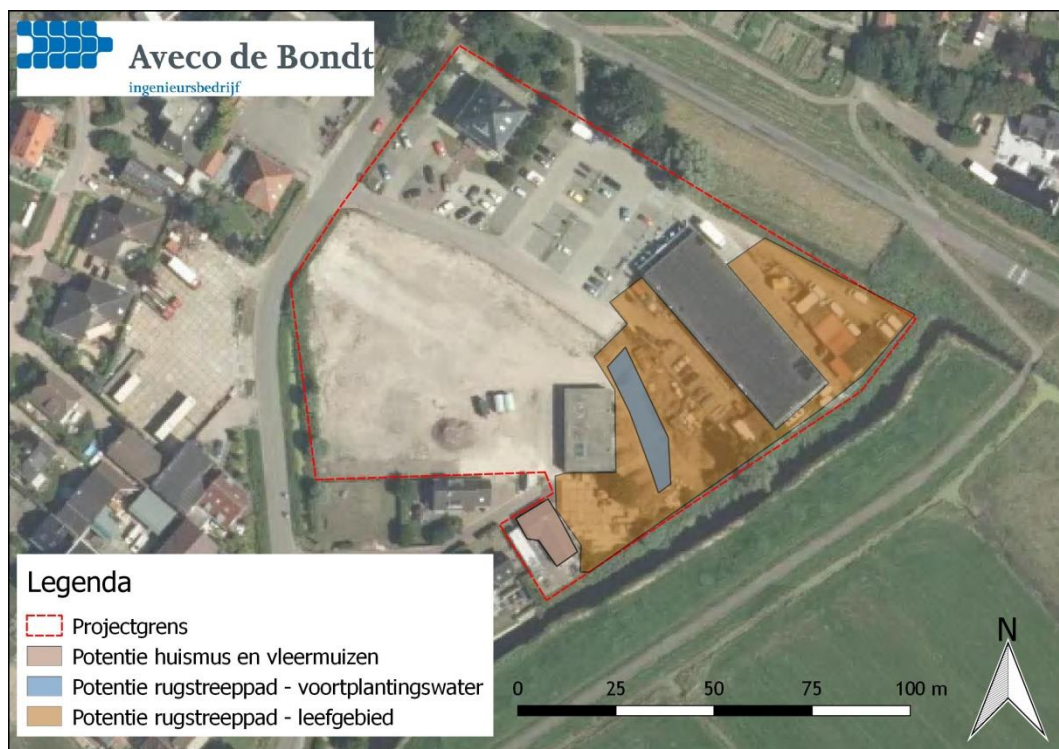 Aveco de Bondt
ingenieursbedrijf
Legenda
Projectgrens
Potentie huismus en vleermuizen
Potentie rugstreeppad - voortplantingswater
Potentie rugstreeppad - leefgebied
0 25 50 75 100 m
N